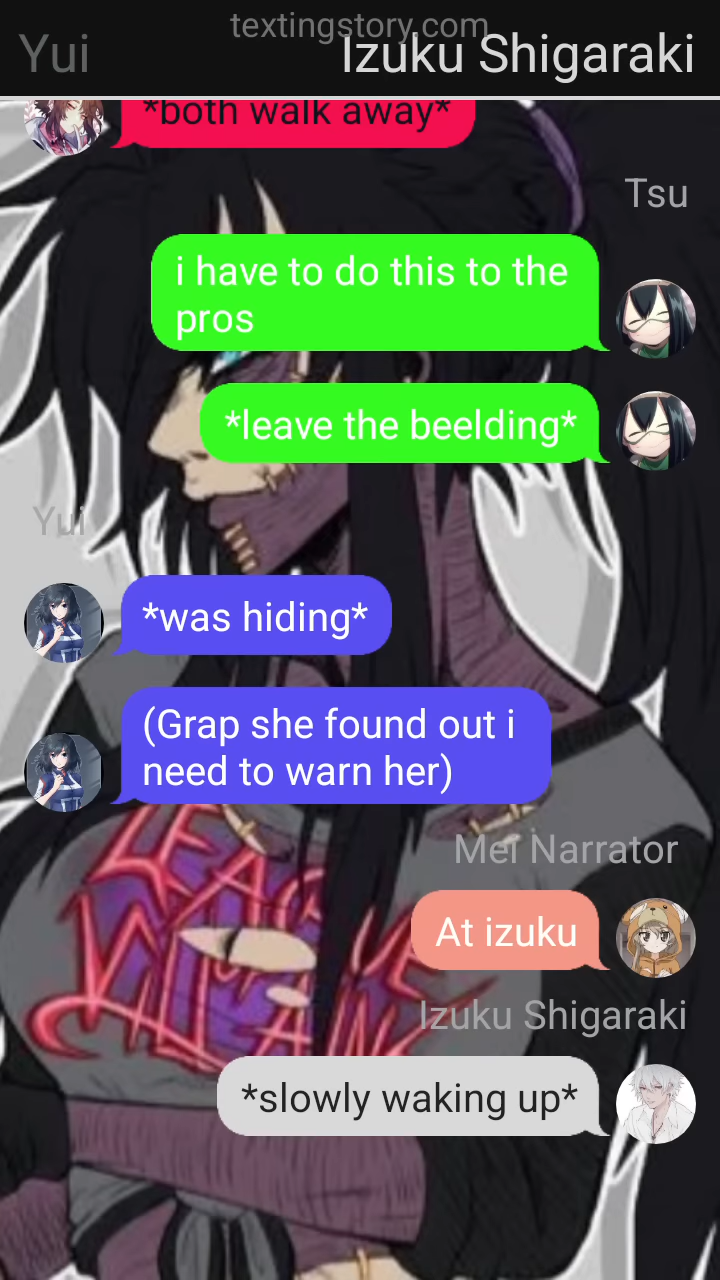 textingstory.com
Yui
Izuku Shigaraki
*both walk away*
Tsu
i have to do this to the
pros
*leave the beelding*
Yui
*was hiding*
(Grap she found out i
need to warn her)
LEAGUE
VILLAIN
Mei Narrator
At izuku
Izuku Shigaraki
*slowly waking up*